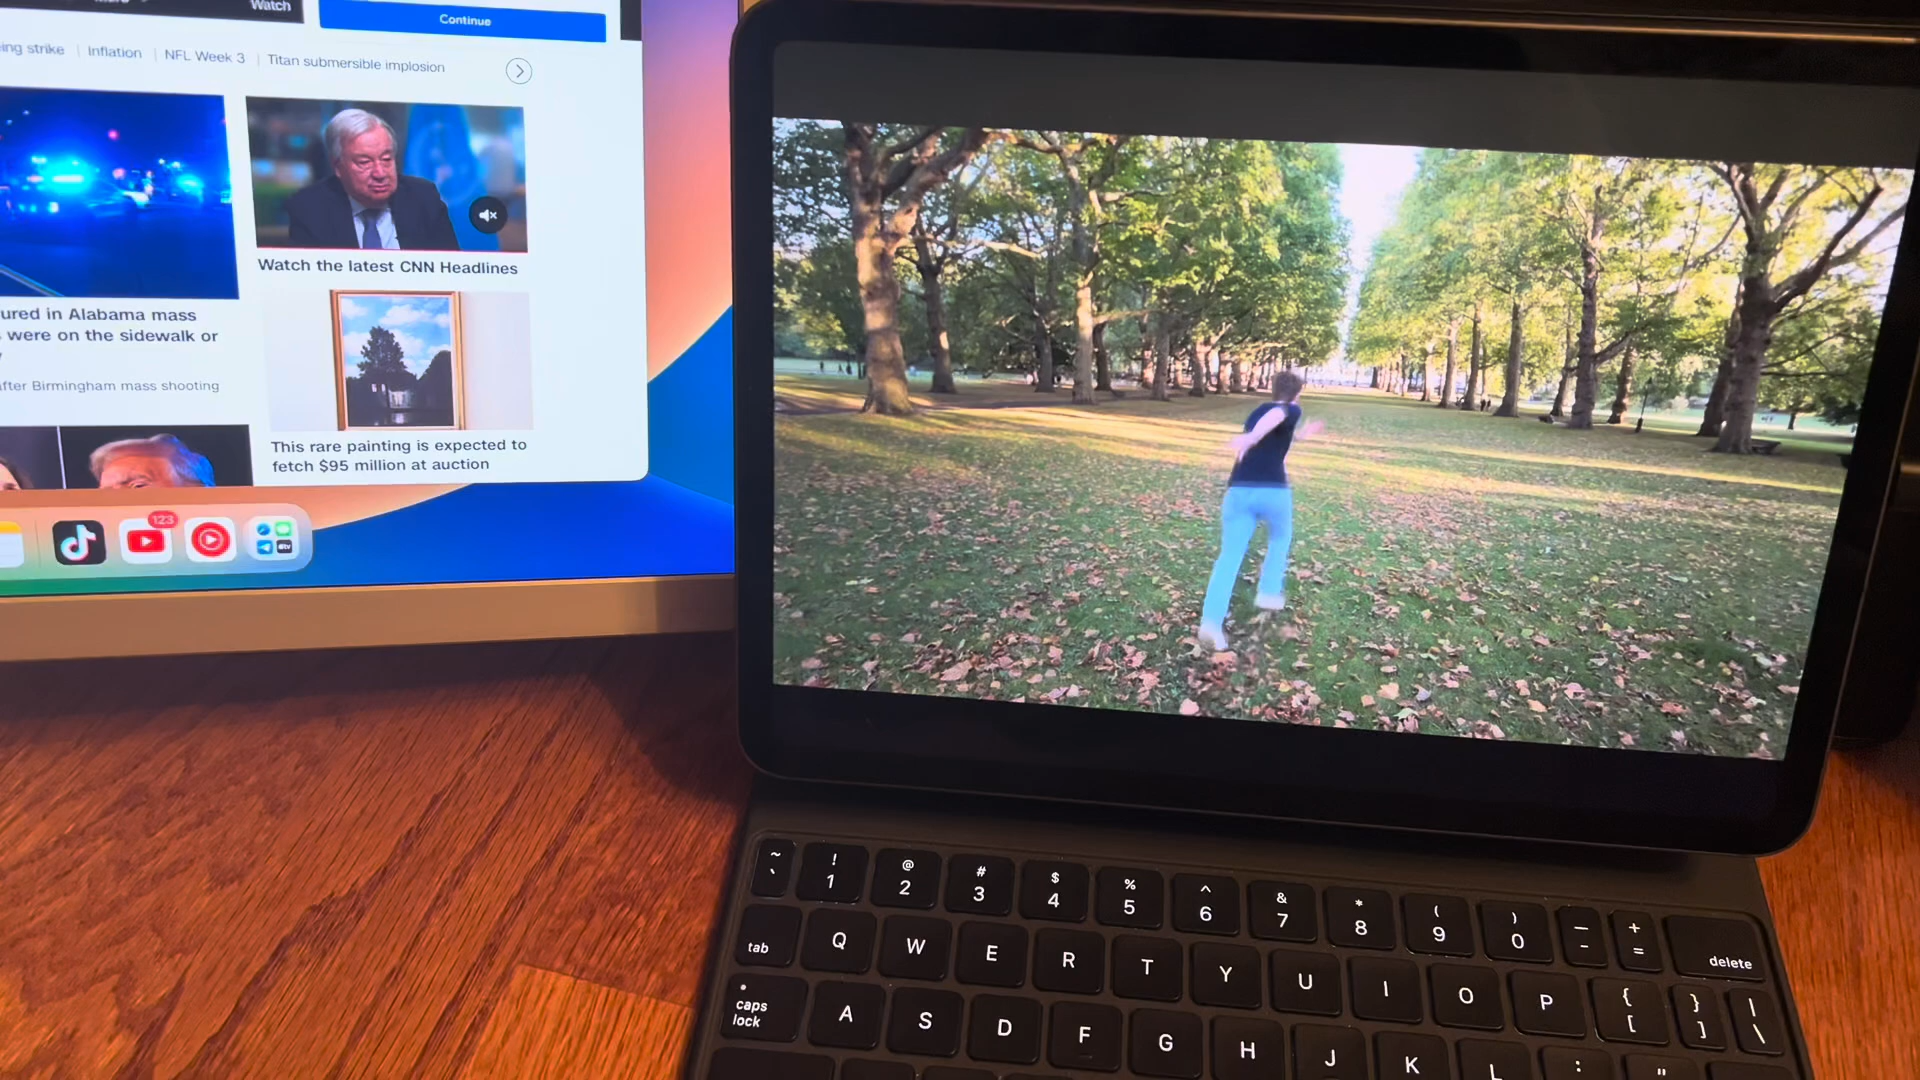 Watch
Continue
ing strike | Inflation | NFL Week 3 | Titan submersible implosion
Watch the latest CNN Headlines
ured in Alabama mass
were on the sidewalk or
after Birmingham mass shooting
This rare painting is expected to
fetch $95 million at auction
123
tv
~ ! @ # $ % ^ & * ( ) — +
` 1 2 3 4 5 6 7 8 9 0 - = delete
tab Q W E R T Y U I O P { [ } ] | \
caps lock A S D F G H J K L : "